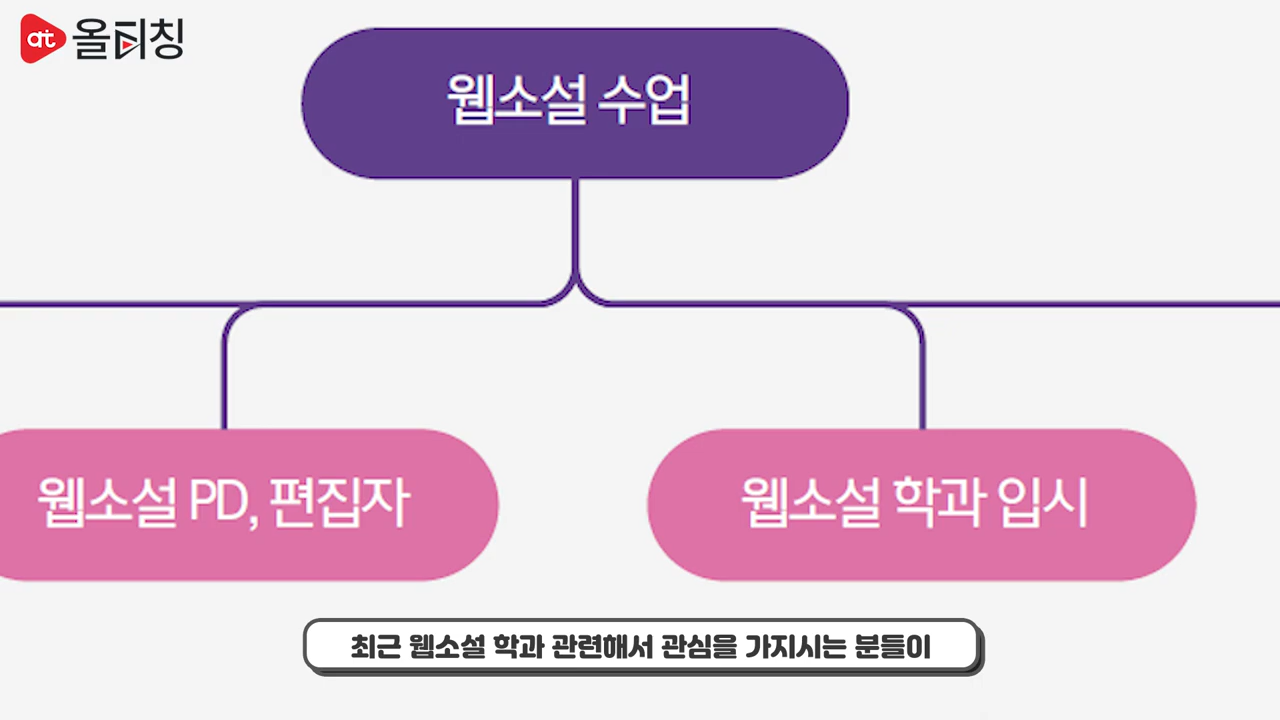 at 올티칭
웹소설 수업
웹소설 PD, 편집자
웹소설 학과 입시
최근 웹소설 학과 관련해서 관심을 가지시는 분들이